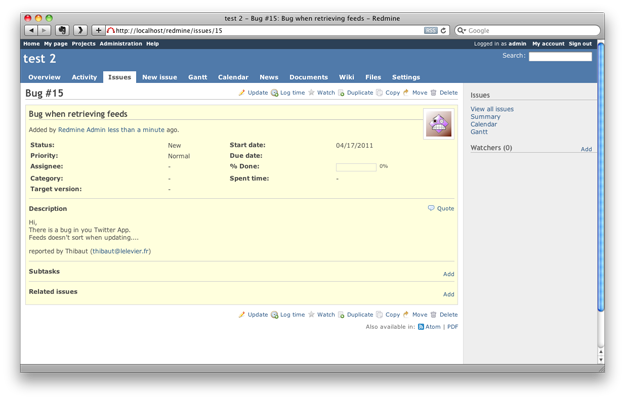 test 2 – Bug #15: Bug when retrieving feeds – Redmine
http://localhost/redmine/issues/15
Google
Home My page Projects Administration Help
Logged in as admin My account Sign out
test 2
Search:
Overview Activity Issues New issue Gantt Calendar News Documents Wiki Files Settings
Bug #15
Update Log time Watch Duplicate Copy Move Delete
Bug when retrieving feeds
Added by Redmine Admin less than a minute ago.
Status: New Start date: 04/17/2011
Priority: Normal Due date:
Assignee: - % Done: 0%
Category: - Spent time: -
Target version: -
Description
Quote
Hi,
There is a bug in you Twitter App.
Feeds doesn't sort when updating....
reported by Thibaut (thibaut@lelevier.fr)
Subtasks Add
Related issues Add
Update Log time Watch Duplicate Copy Move Delete
Also available in: Atom | PDF
Issues
View all issues
Summary
Calendar
Gantt
Watchers (0) Add